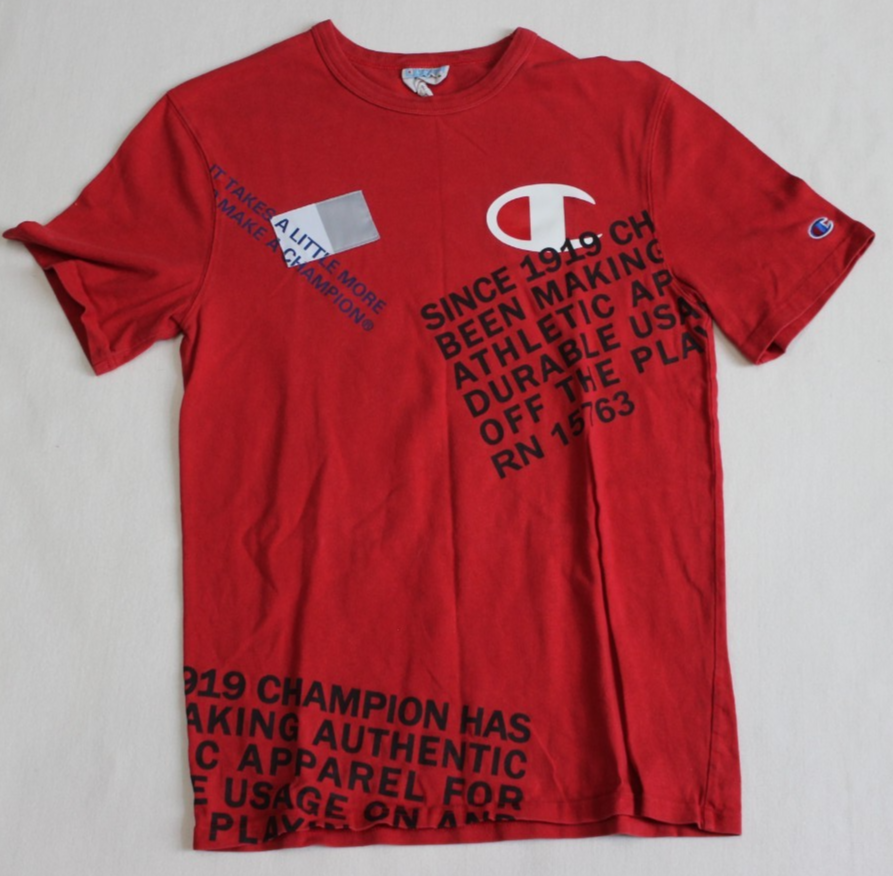 IT TAKES A LITTLE MORE
MAKE A CHAMPION®
SINCE 1919 CH
BEEN MAKING
ATHLETIC AP
DURABLE USA
OFF THE PLA
RN 15763
919 CHAMPION HAS
AKING AUTHENTIC
C APPAREL FOR
E USAGE ON AND